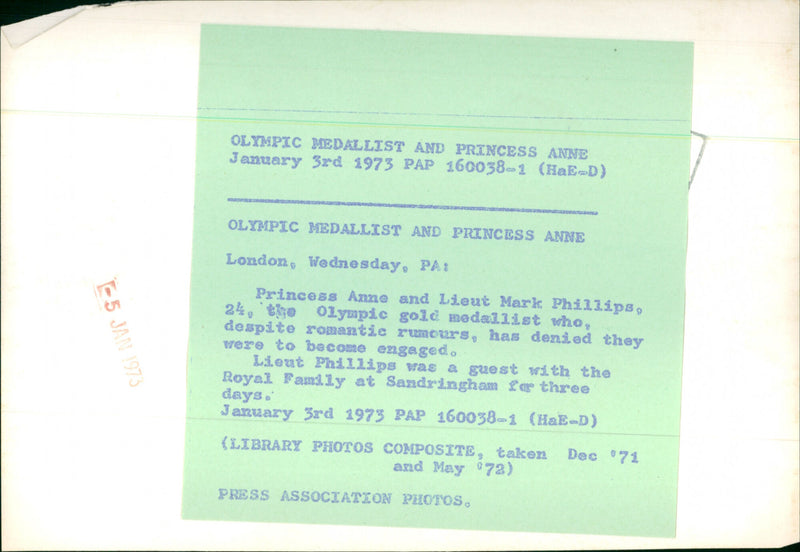 OLYMPIC MEDALLIST AND PRINCESS ANNE
January 3rd 1973 PAP 160038-1 (HaE-D)
OLYMPIC MEDALLIST AND PRINCESS ANNE
London, Wednesday, PA:
Princess Anne and Lieut Mark Phillips,
24, the Olympic gold medallist who,
despite romantic rumours, has denied they
were to become engaged.
Lieut Phillips was a guest with the
Royal Family at Sandringham for three
days.
January 3rd 1973 PAP 160038-1 (HaE-D)
(LIBRARY PHOTOS COMPOSITE, taken Dec '71
and May '72)
PRESS ASSOCIATION PHOTOS.
-5 JAN 1973